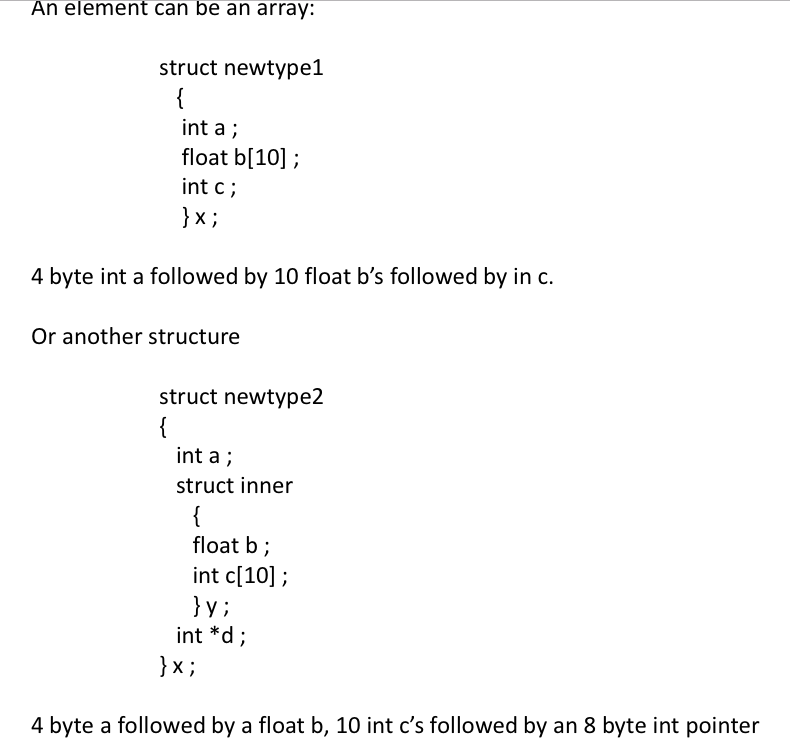 An element can be an array:
struct newtype1
{
int a ;
float b[10] ;
int c ;
} x ;
4 byte int a followed by 10 float b’s followed by in c.
Or another structure
struct newtype2
{
int a ;
struct inner
{
float b ;
int c[10] ;
} y ;
int *d ;
} x ;
4 byte a followed by a float b, 10 int c’s followed by an 8 byte int pointer